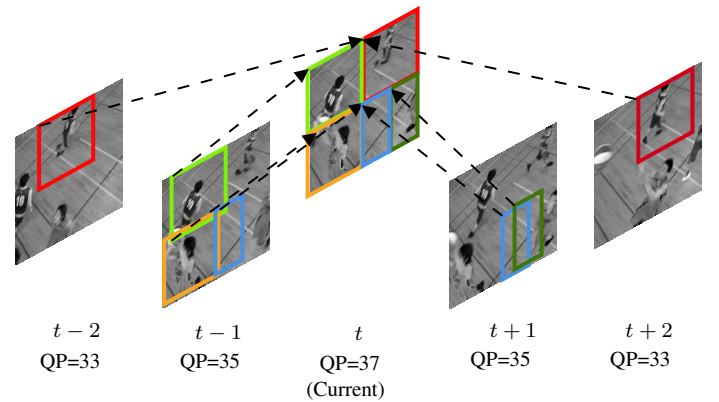 t − 2
t − 1
t
t + 1
t + 2
QP=33
QP=35
QP=37
QP=35
QP=33
(Current)